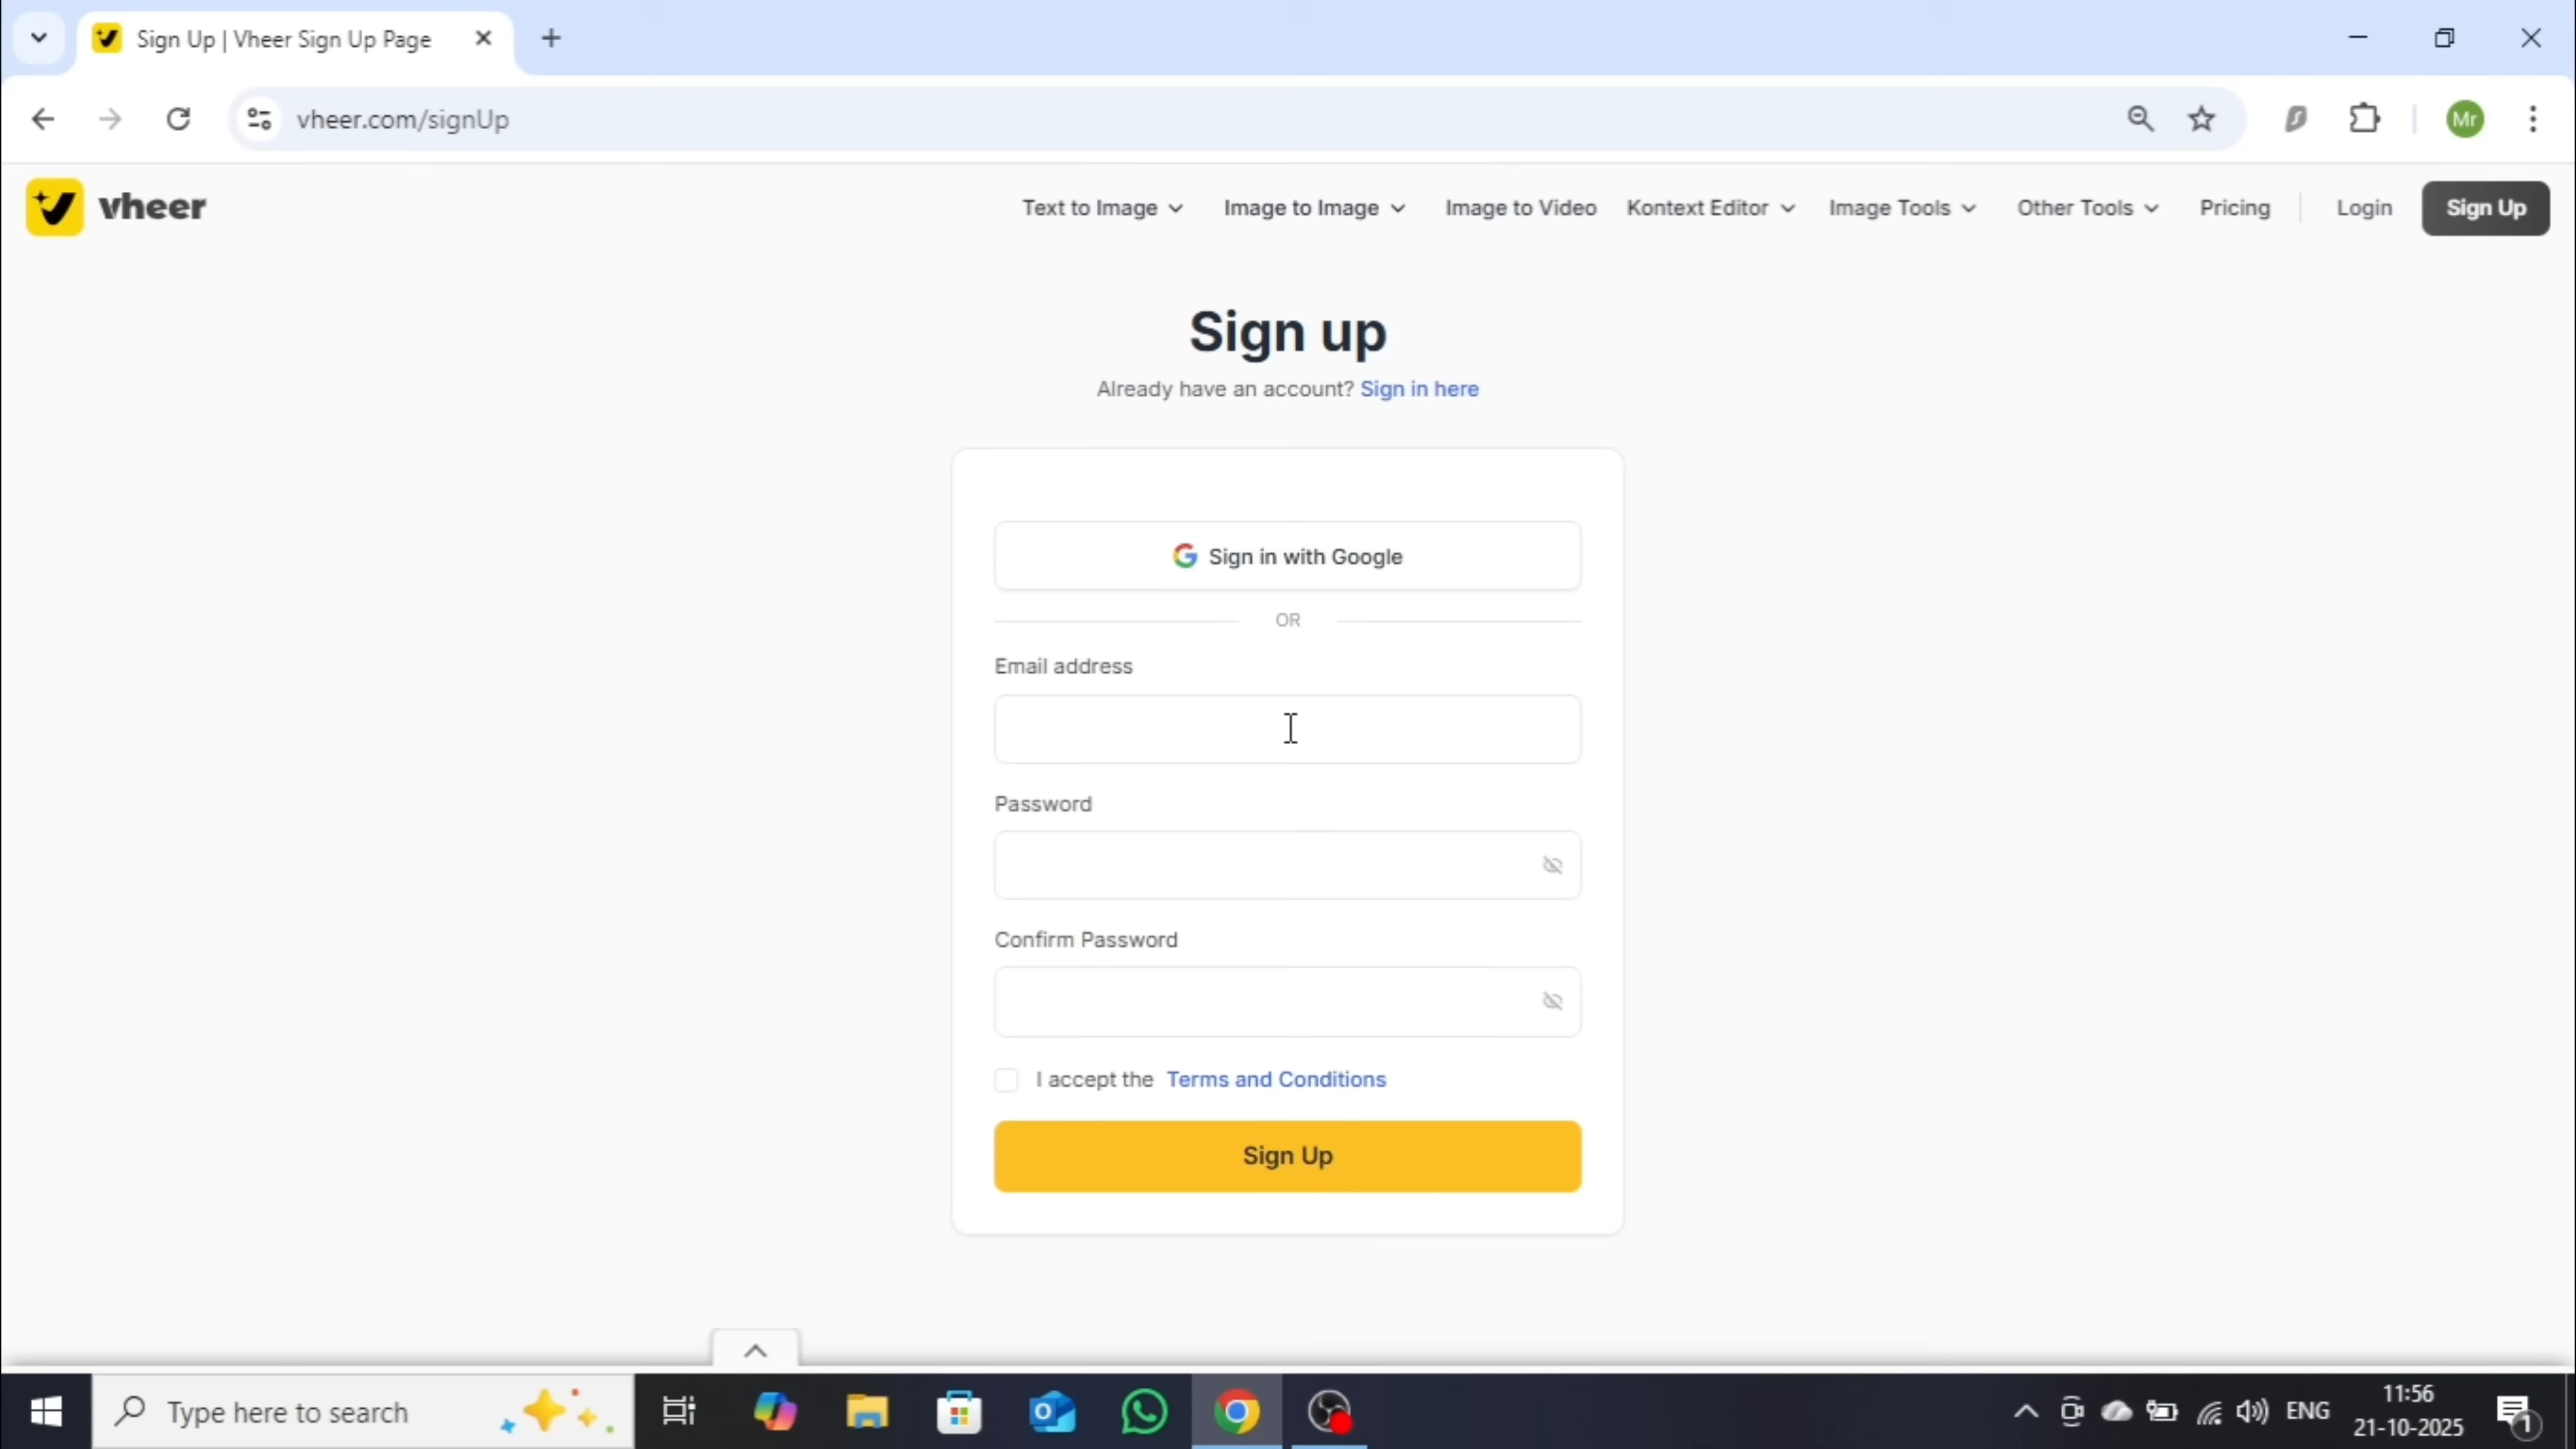 Sign Up | Vheer Sign Up Page
vheer.com/signUp
Mr
vheer
Text to Image Image to Image Image to Video Kontext Editor Image Tools Other Tools Pricing Login Sign Up
Sign up
Already have an account? Sign in here
Sign in with Google
OR
Email address
Password
Confirm Password
I accept the Terms and Conditions
Sign Up
Type here to search
ENG
11:56
21-10-2025
1